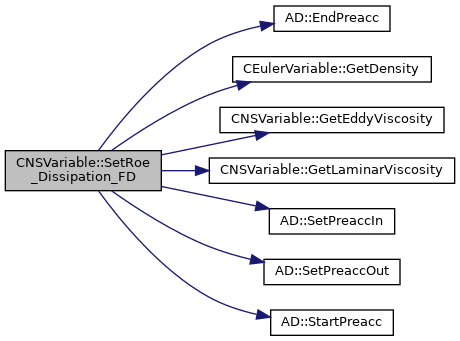 CNSVariable::SetRoe
_Dissipation_FD
AD::EndPreacc
CEulerVariable::GetDensity
CNSVariable::GetEddyViscosity
CNSVariable::GetLaminarViscosity
AD::SetPreaccIn
AD::SetPreaccOut
AD::StartPreacc